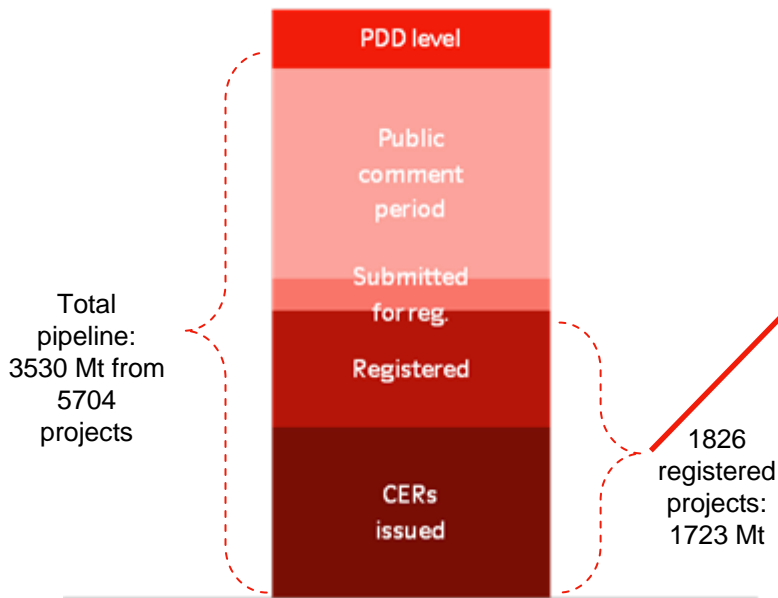 PDD level
Public
comment
period
Submitted
for reg.
Registered
CERs
issued
Total
pipeline:
3530 Mt from
5704
projects
1826
registered
projects:
1723 Mt